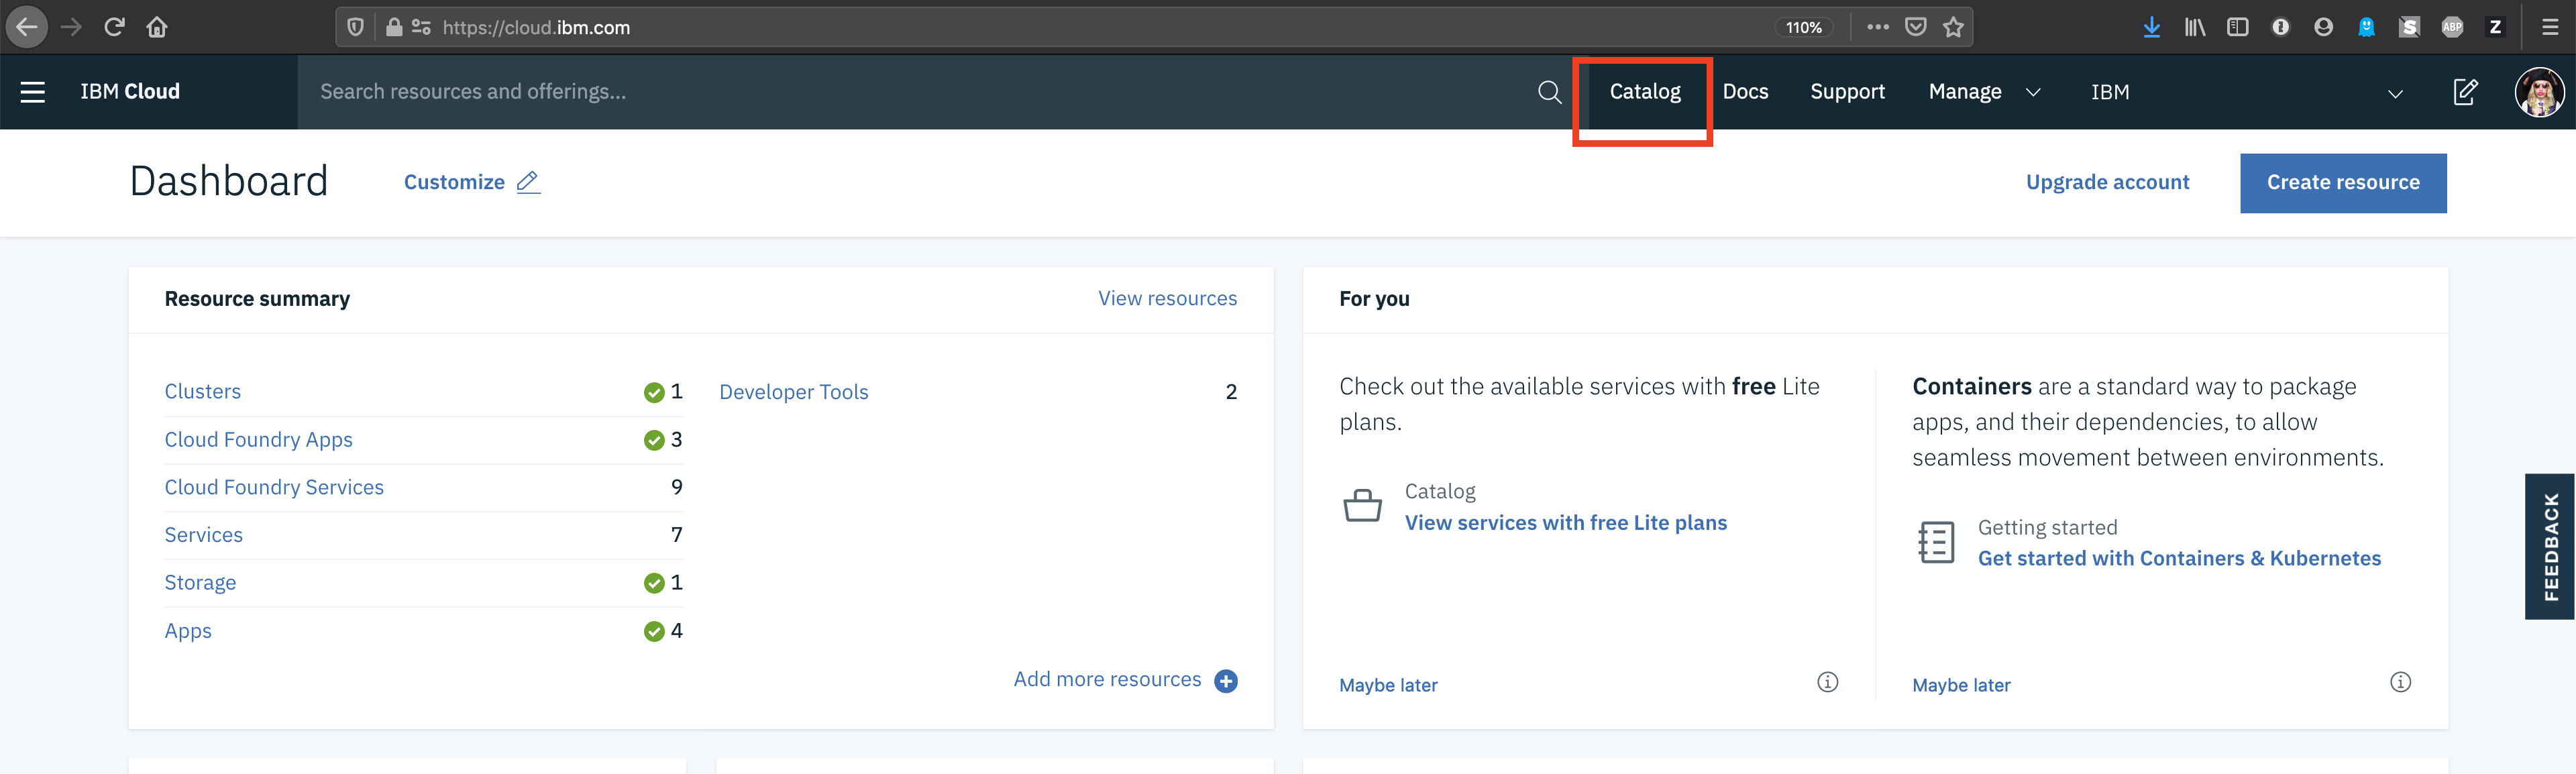 https://cloud.ibm.com
110%
ABP
S
Z
IBM Cloud
Search resources and offerings...
Catalog
Docs
Support
Manage
IBM
Dashboard
Customize
Upgrade account
Create resource
Resource summary
View resources
Clusters 1
Cloud Foundry Apps 3
Cloud Foundry Services 9
Services 7
Storage 1
Apps 4
Developer Tools 2
Add more resources
For you
Check out the available services with free Lite
plans.
Catalog
View services with free Lite plans
Maybe later
Containers are a standard way to package
apps, and their dependencies, to allow
seamless movement between environments.
Getting started
Get started with Containers & Kubernetes
Maybe later
FEEDBACK